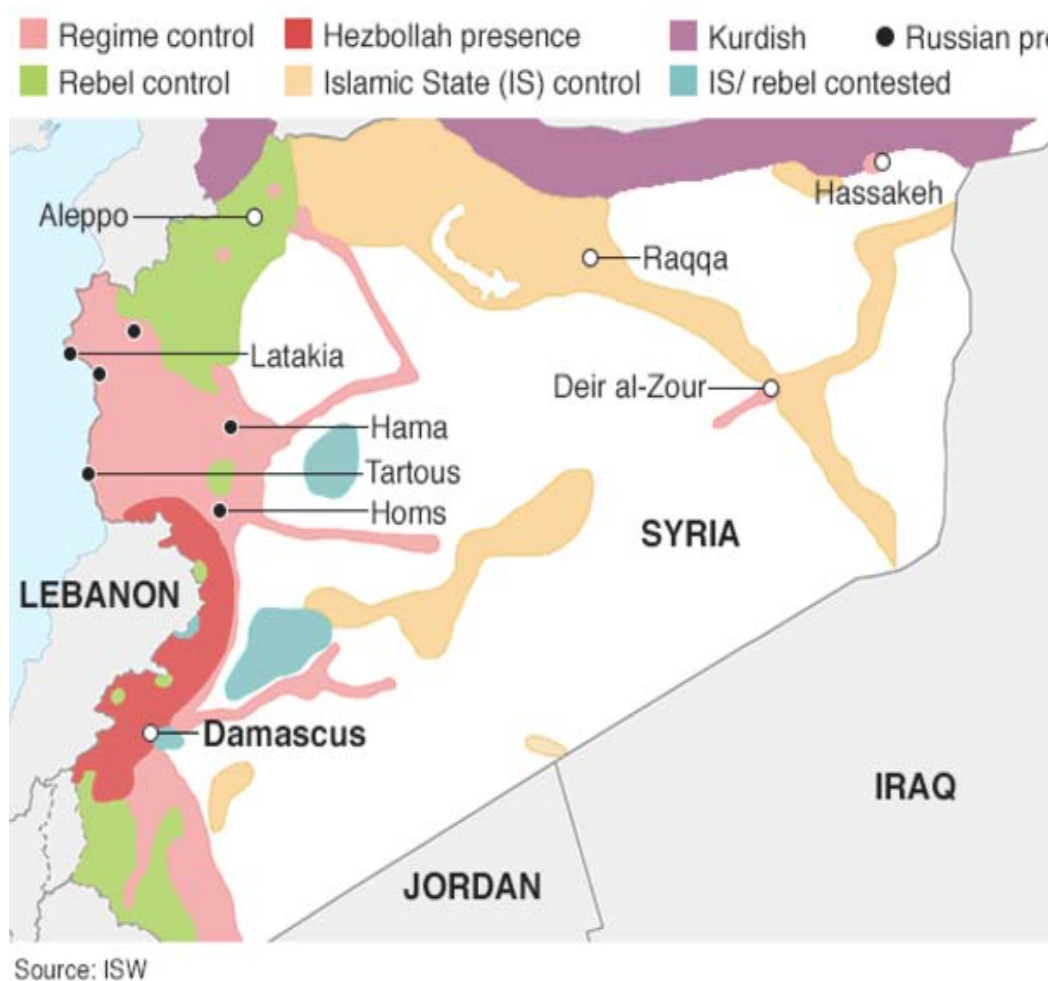 Regime control Hezbollah presence Kurdish Russian pre
Rebel control Islamic State (IS) control IS/ rebel contested
Hassakeh
Aleppo
Raqqa
Latakia
Deir al-Zour
Hama
Tartous
Homs
SYRIA
LEBANON
Damascus
IRAQ
JORDAN
Source: ISW